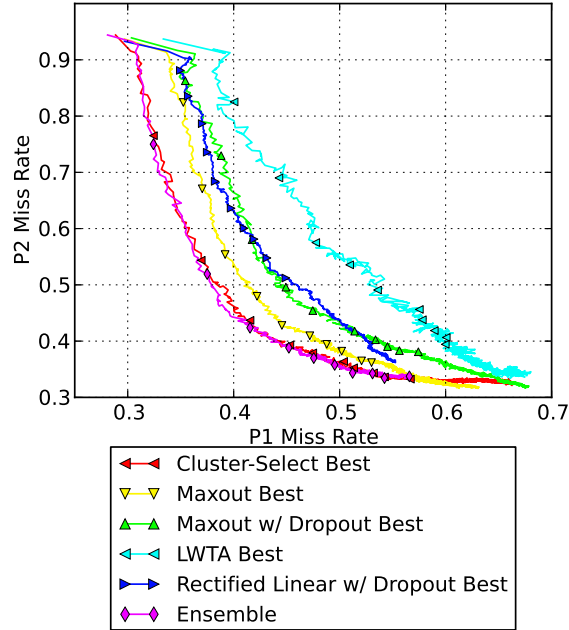 0.9
0.8
0.7
0.6
0.5
0.4
0.3
P2 Miss Rate
0.3 0.4 0.5 0.6 0.7
P1 Miss Rate
Cluster-Select Best
Maxout Best
Maxout w/ Dropout Best
LWTA Best
Rectified Linear w/ Dropout Best
Ensemble